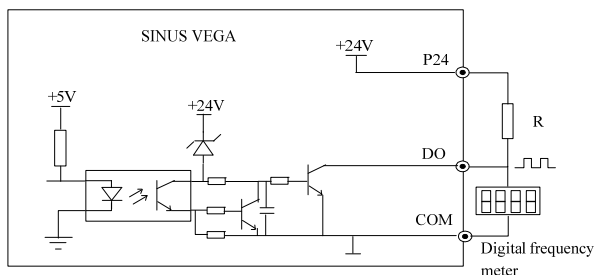 SINUS VEGA
+24V
P24
+5V
+24V
R
DO
COM
Digital frequency
meter